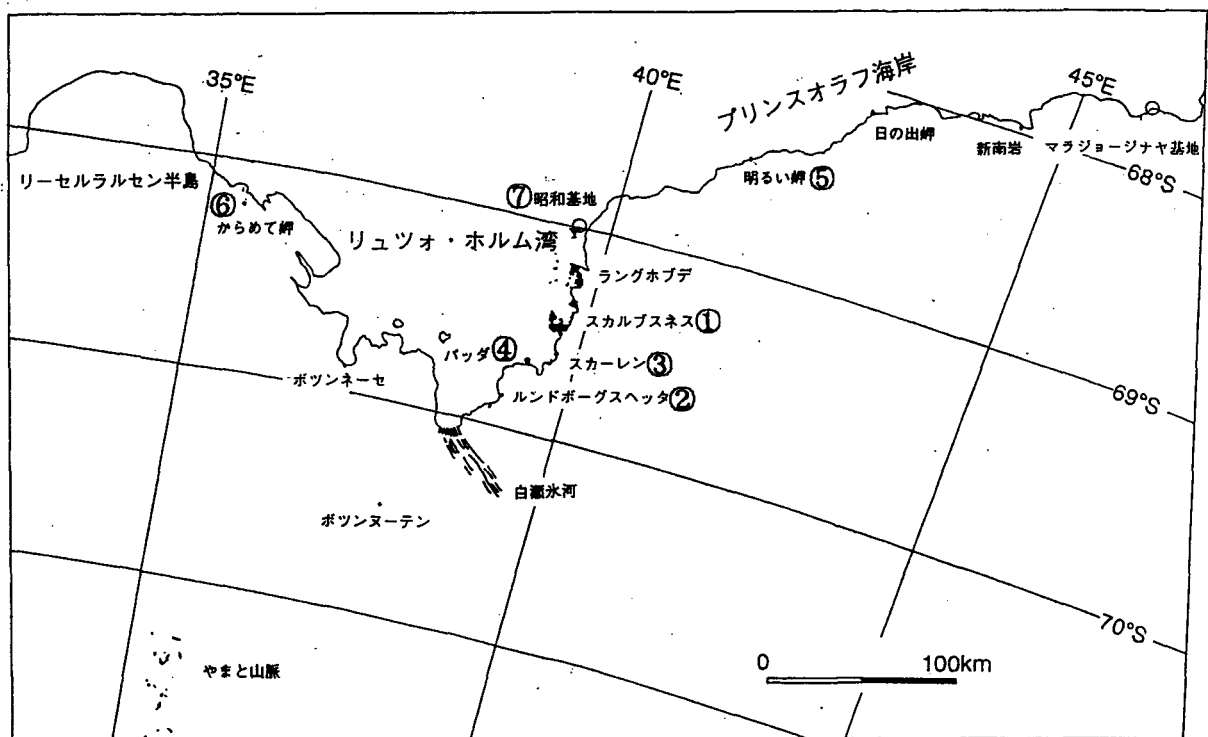 35°E
40°E
45°E
プリンスオラフ海岸
日の出岬
新南岩
マラジョージナヤ基地
68°S
リーセルラルセン半島
明るい岬⑤
⑥
からめて岬
⑦昭和基地
リュツォ・ホルム湾
ラングホブデ
スカルブスネス①
パッダ④
スカーレン③
ボツンネーセ
ルンドボーグスヘッタ②
69°S
白瀬氷河
ボツンヌーテン
70°S
やまと山脈
0 100km